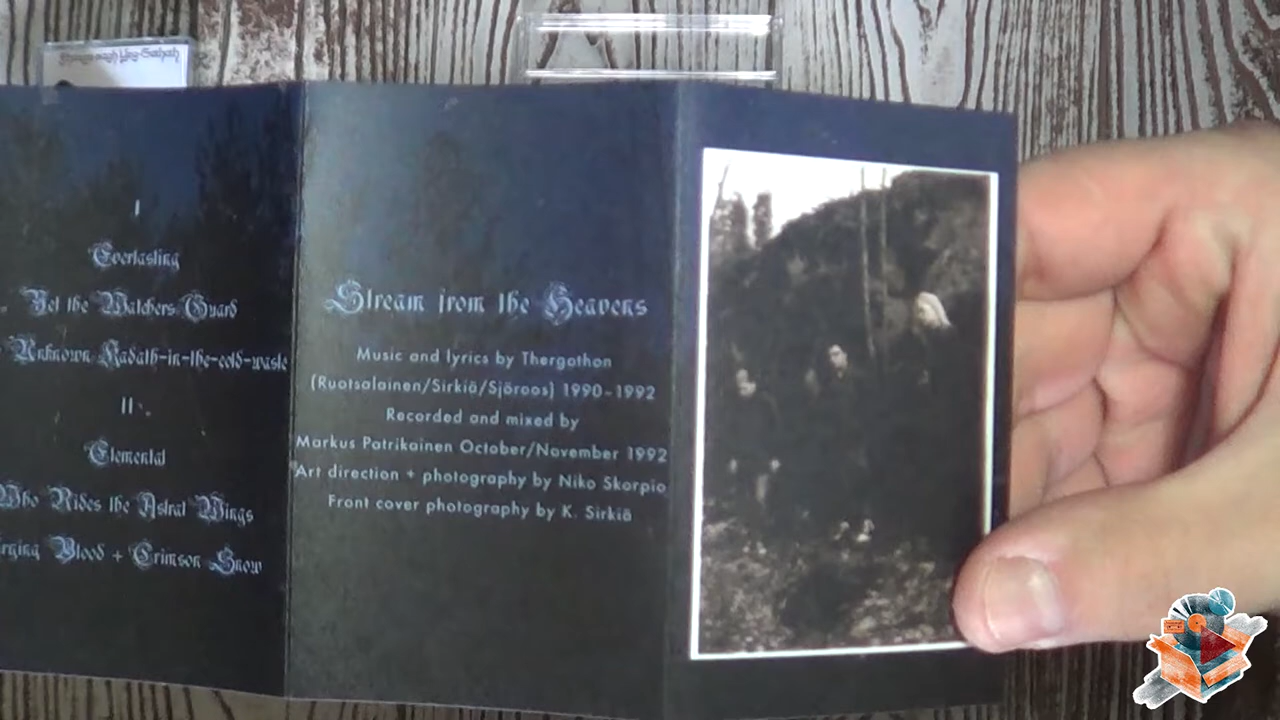 I
Everlasting
Yet the Watchers Guard
Unknown Kadath-in-the-cold-waste
II
Elemental
Who Rides the Astral Wings
Blood + Crimson Snow
Stream from the Heavens
Music and lyrics by Thergothon
(Ruotsalainen/Sirkiä/Sjöroos) 1990-1992
Recorded and mixed by
Markus Patrikainen October/November 1992
Art direction + photography by Niko Skorpio
Front cover photography by K. Sirkiä